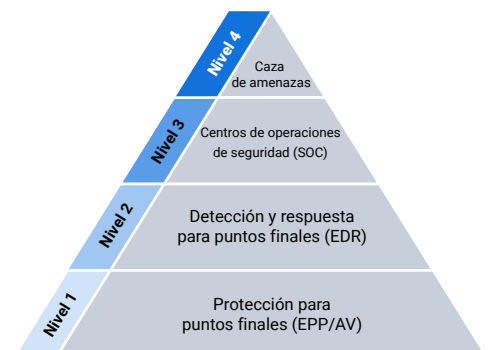 Nivel 4
Caza
de amenazas
Nivel 3
Centros de operaciones
de seguridad (SOC)
Nivel 2
Detección y respuesta
para puntos finales (EDR)
Nivel 1
Protección para
puntos finales (EPP/AV)